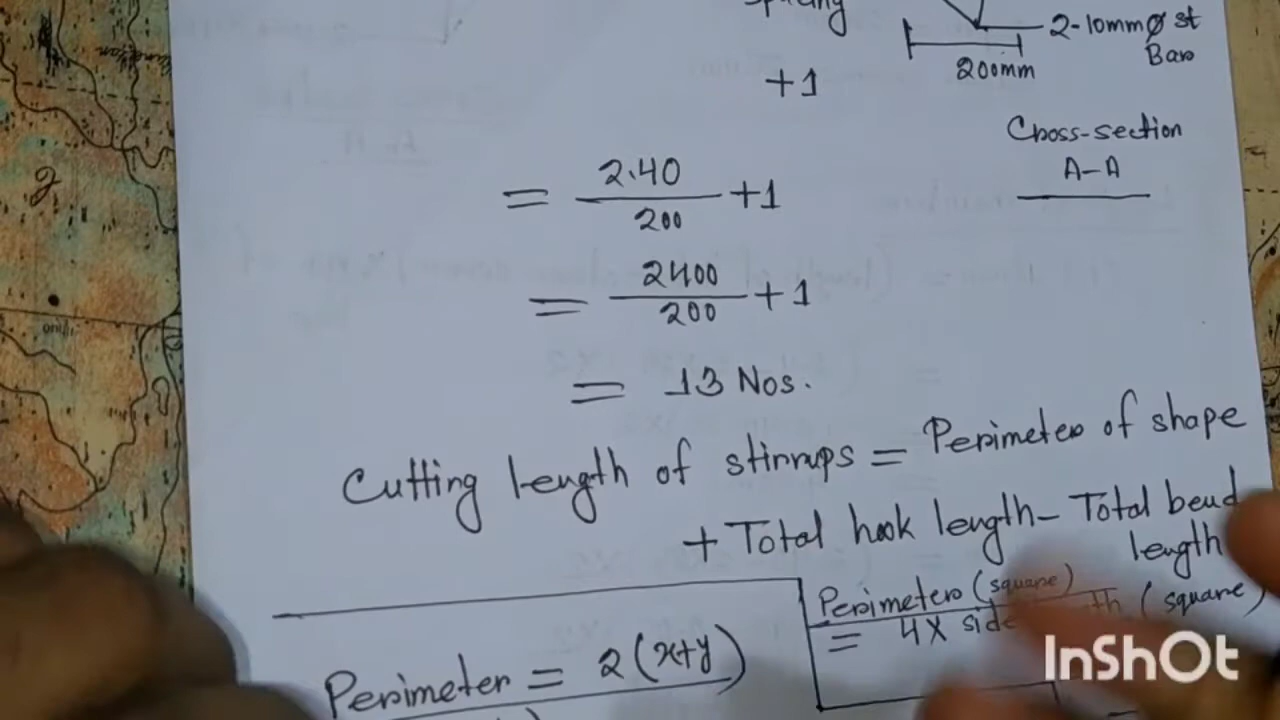 spacing
+1
2-10mmØ st
Bar
200mm
Cross-section
A-A
= 2.40 / 200 +1
= 2400 / 200 +1
= 13 Nos.
Cutting length of stirrups = Perimeter of shape
+ Total hook length - Total bend
length
Perimeter = 2(x+y)
Perimeter (square)
= 4 x side (square)
InShOt